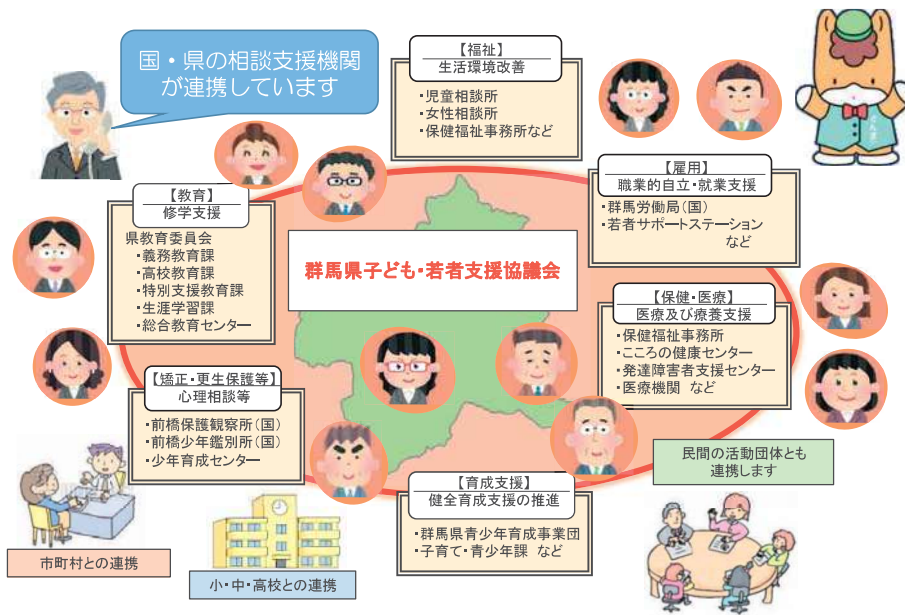 国・県の相談支援機関
が連携しています
【福祉】
生活環境改善
・児童相談所
・女性相談所
・保健福祉事務所など
【雇用】
職業的自立・就業支援
・群馬労働局(国)
・若者サポートステーション
など
【教育】
修学支援
県教育委員会
・義務教育課
・高校教育課
・特別支援教育課
・生涯学習課
・総合教育センター
群馬県子ども・若者支援協議会
【保健・医療】
医療及び療養支援
・保健福祉事務所
・こころの健康センター
・発達障害者支援センター
・医療機関 など
【矯正・更生保護等】
心理相談等
・前橋保護観察所(国)
・前橋少年鑑別所(国)
・少年育成センター
【育成支援】
健全育成支援の推進
・群馬県青少年育成事業団
・子育て・青少年課 など
民間の活動団体とも
連携します
市町村との連携
小・中・高校との連携
ぐんま